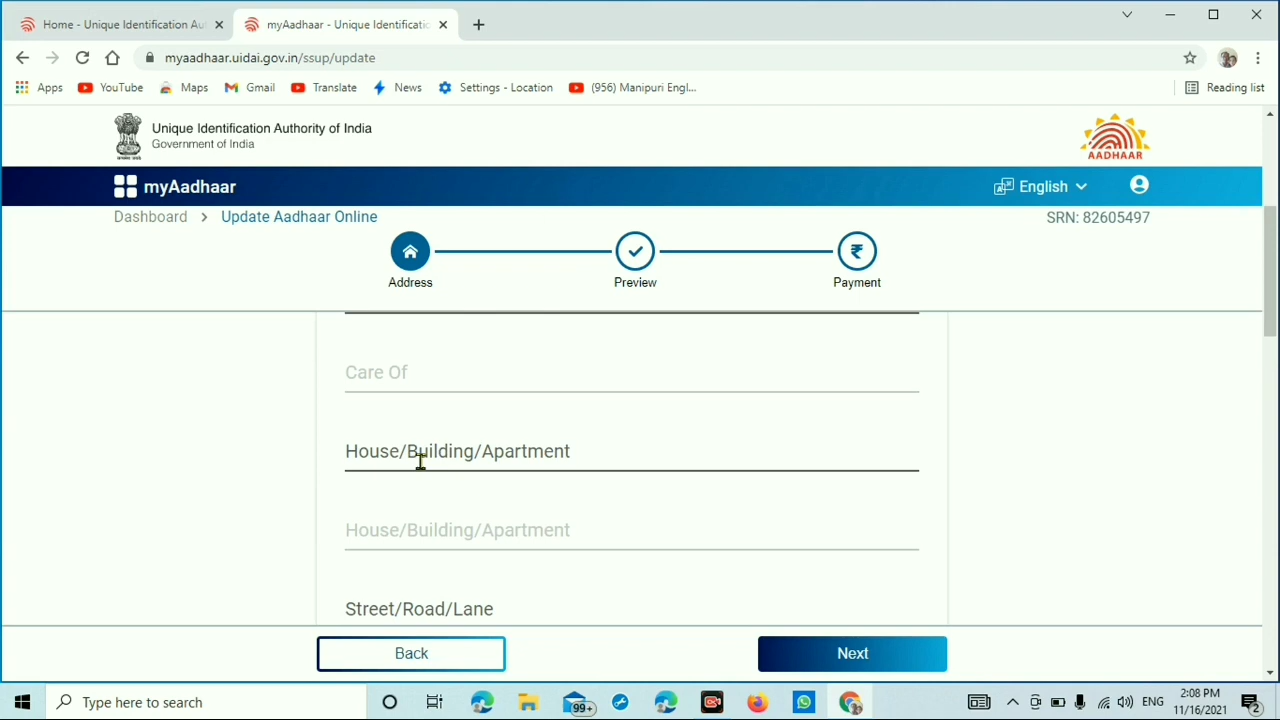 Home - Unique Identification Au
myAadhaar - Unique Identificatic
myaadhaar.uidai.gov.in/ssup/update
Apps YouTube Maps Gmail Translate News Settings - Location (956) Manipuri Engl... Reading list
Unique Identification Authority of India
Government of India
AADHAAR
myAadhaar
English
Dashboard > Update Aadhaar Online
SRN: 82605497
Address Preview Payment
Care Of
House/Building/Apartment
House/Building/Apartment
Street/Road/Lane
Back Next
Type here to search
99+
ENG
2:08 PM
11/16/2021
2